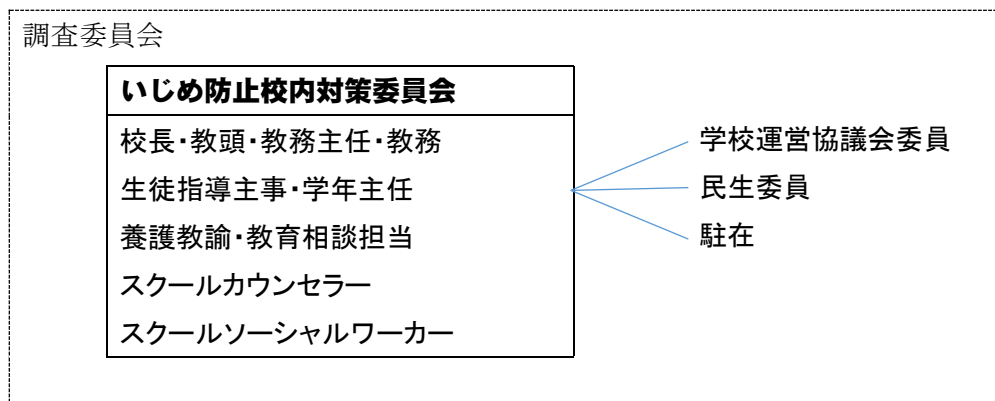 調査委員会
いじめ防止校内対策委員会
校長・教頭・教務主任・教務
生徒指導主事・学年主任
養護教諭・教育相談担当
スクールカウンセラー
スクールソーシャルワーカー
学校運営協議会委員
民生委員
駐在